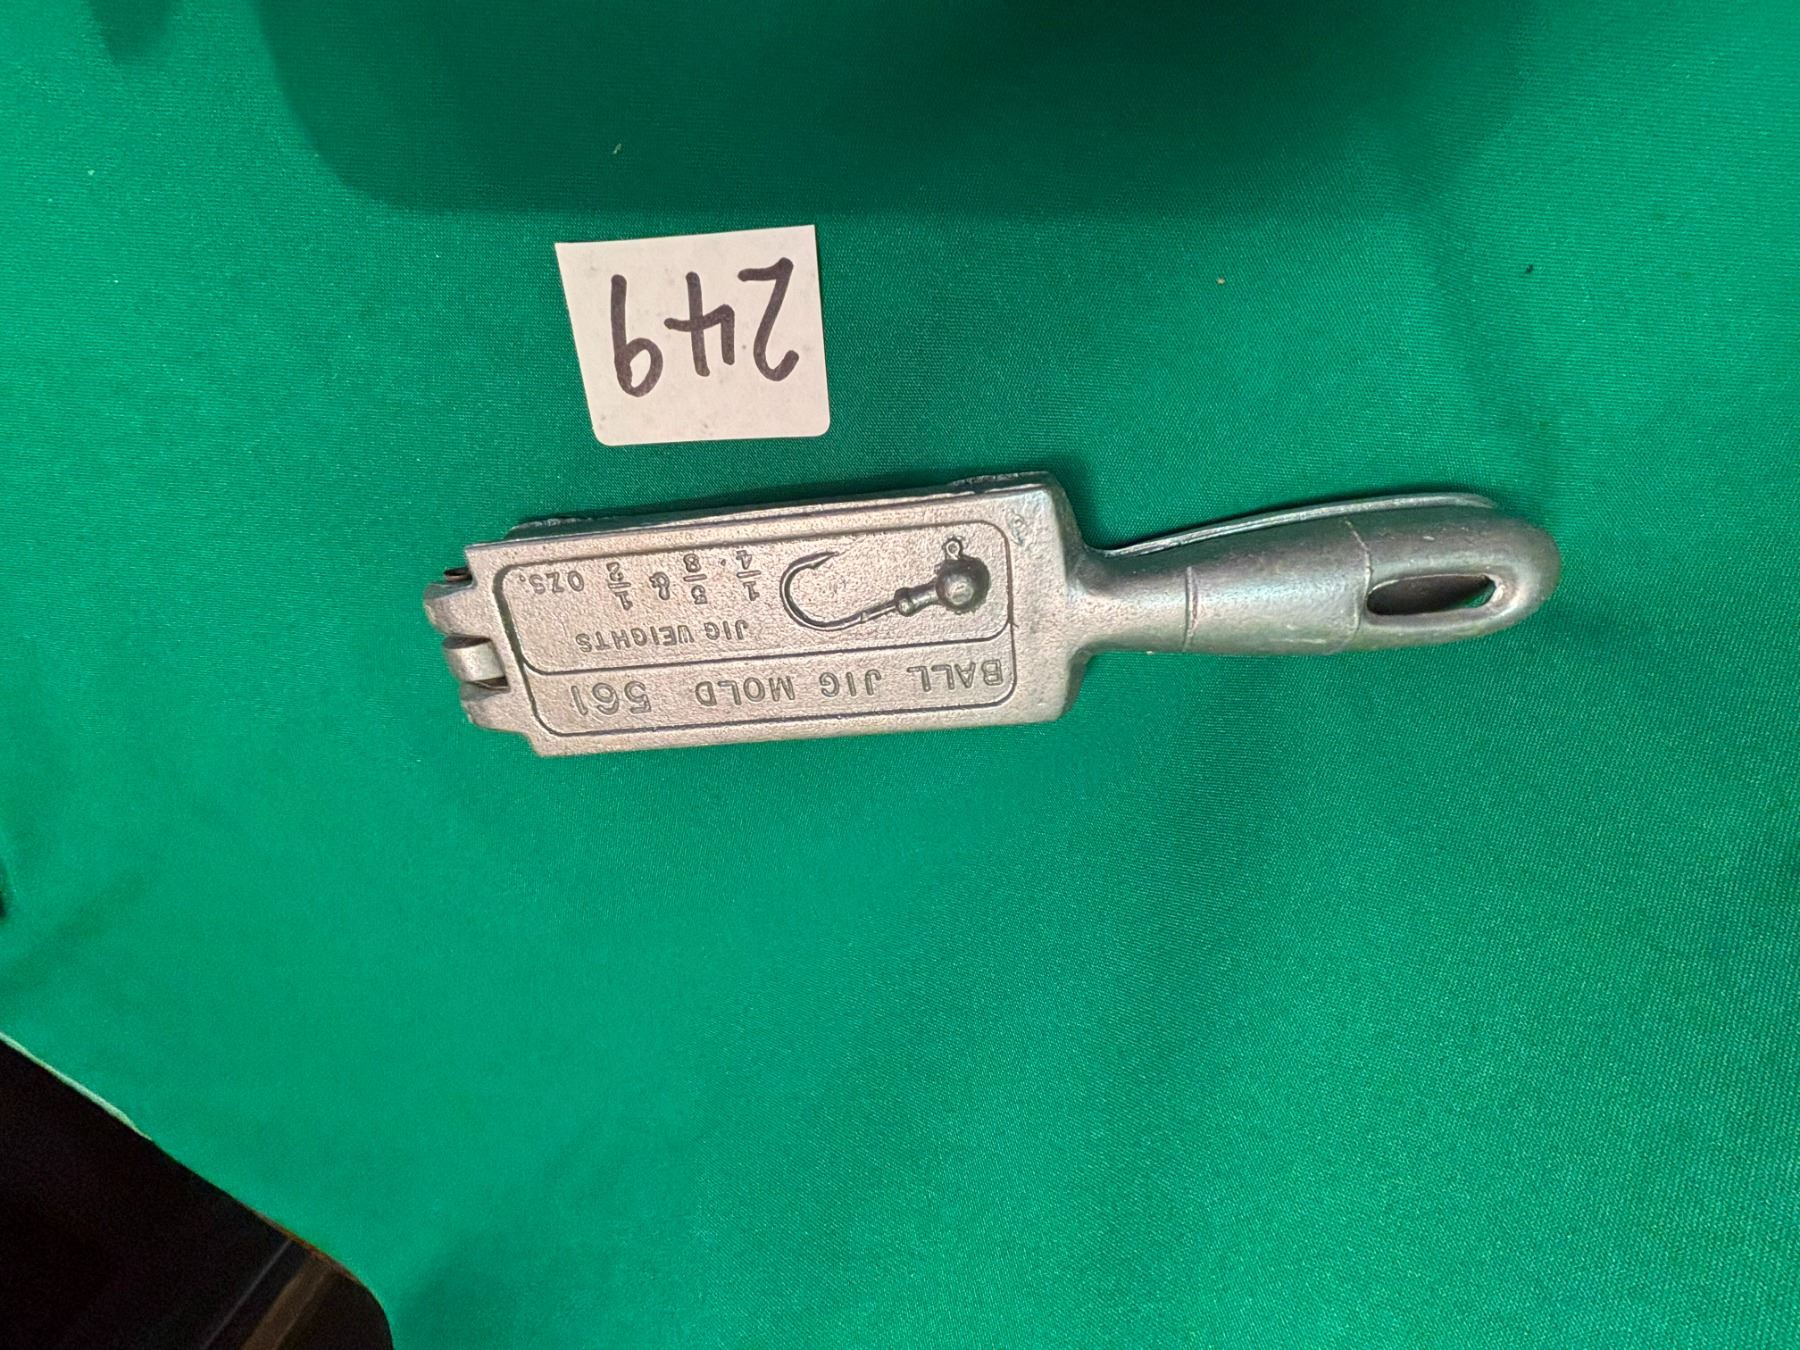 BALL JIG MOLD 561
JIG WEIGHTS
1/4, 3/8 & 1/2 OZS.
249